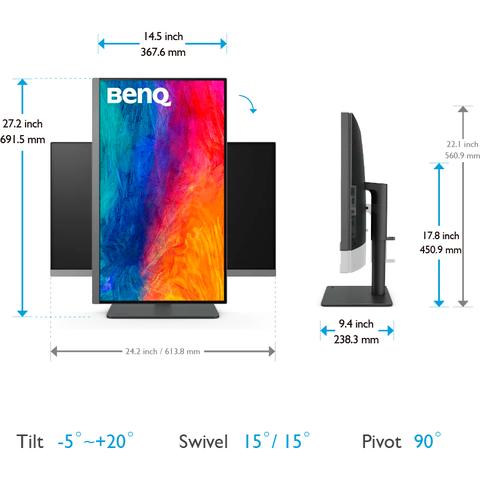 14.5 inch
367.6 mm
BenQ
27.2 inch
691.5 mm
22.1 inch
560.9 mm
17.8 inch
450.9 mm
9.4 inch
238.3 mm
24.2 inch / 613.8 mm
Tilt -5°~+20° Swivel 15°/ 15° Pivot 90°